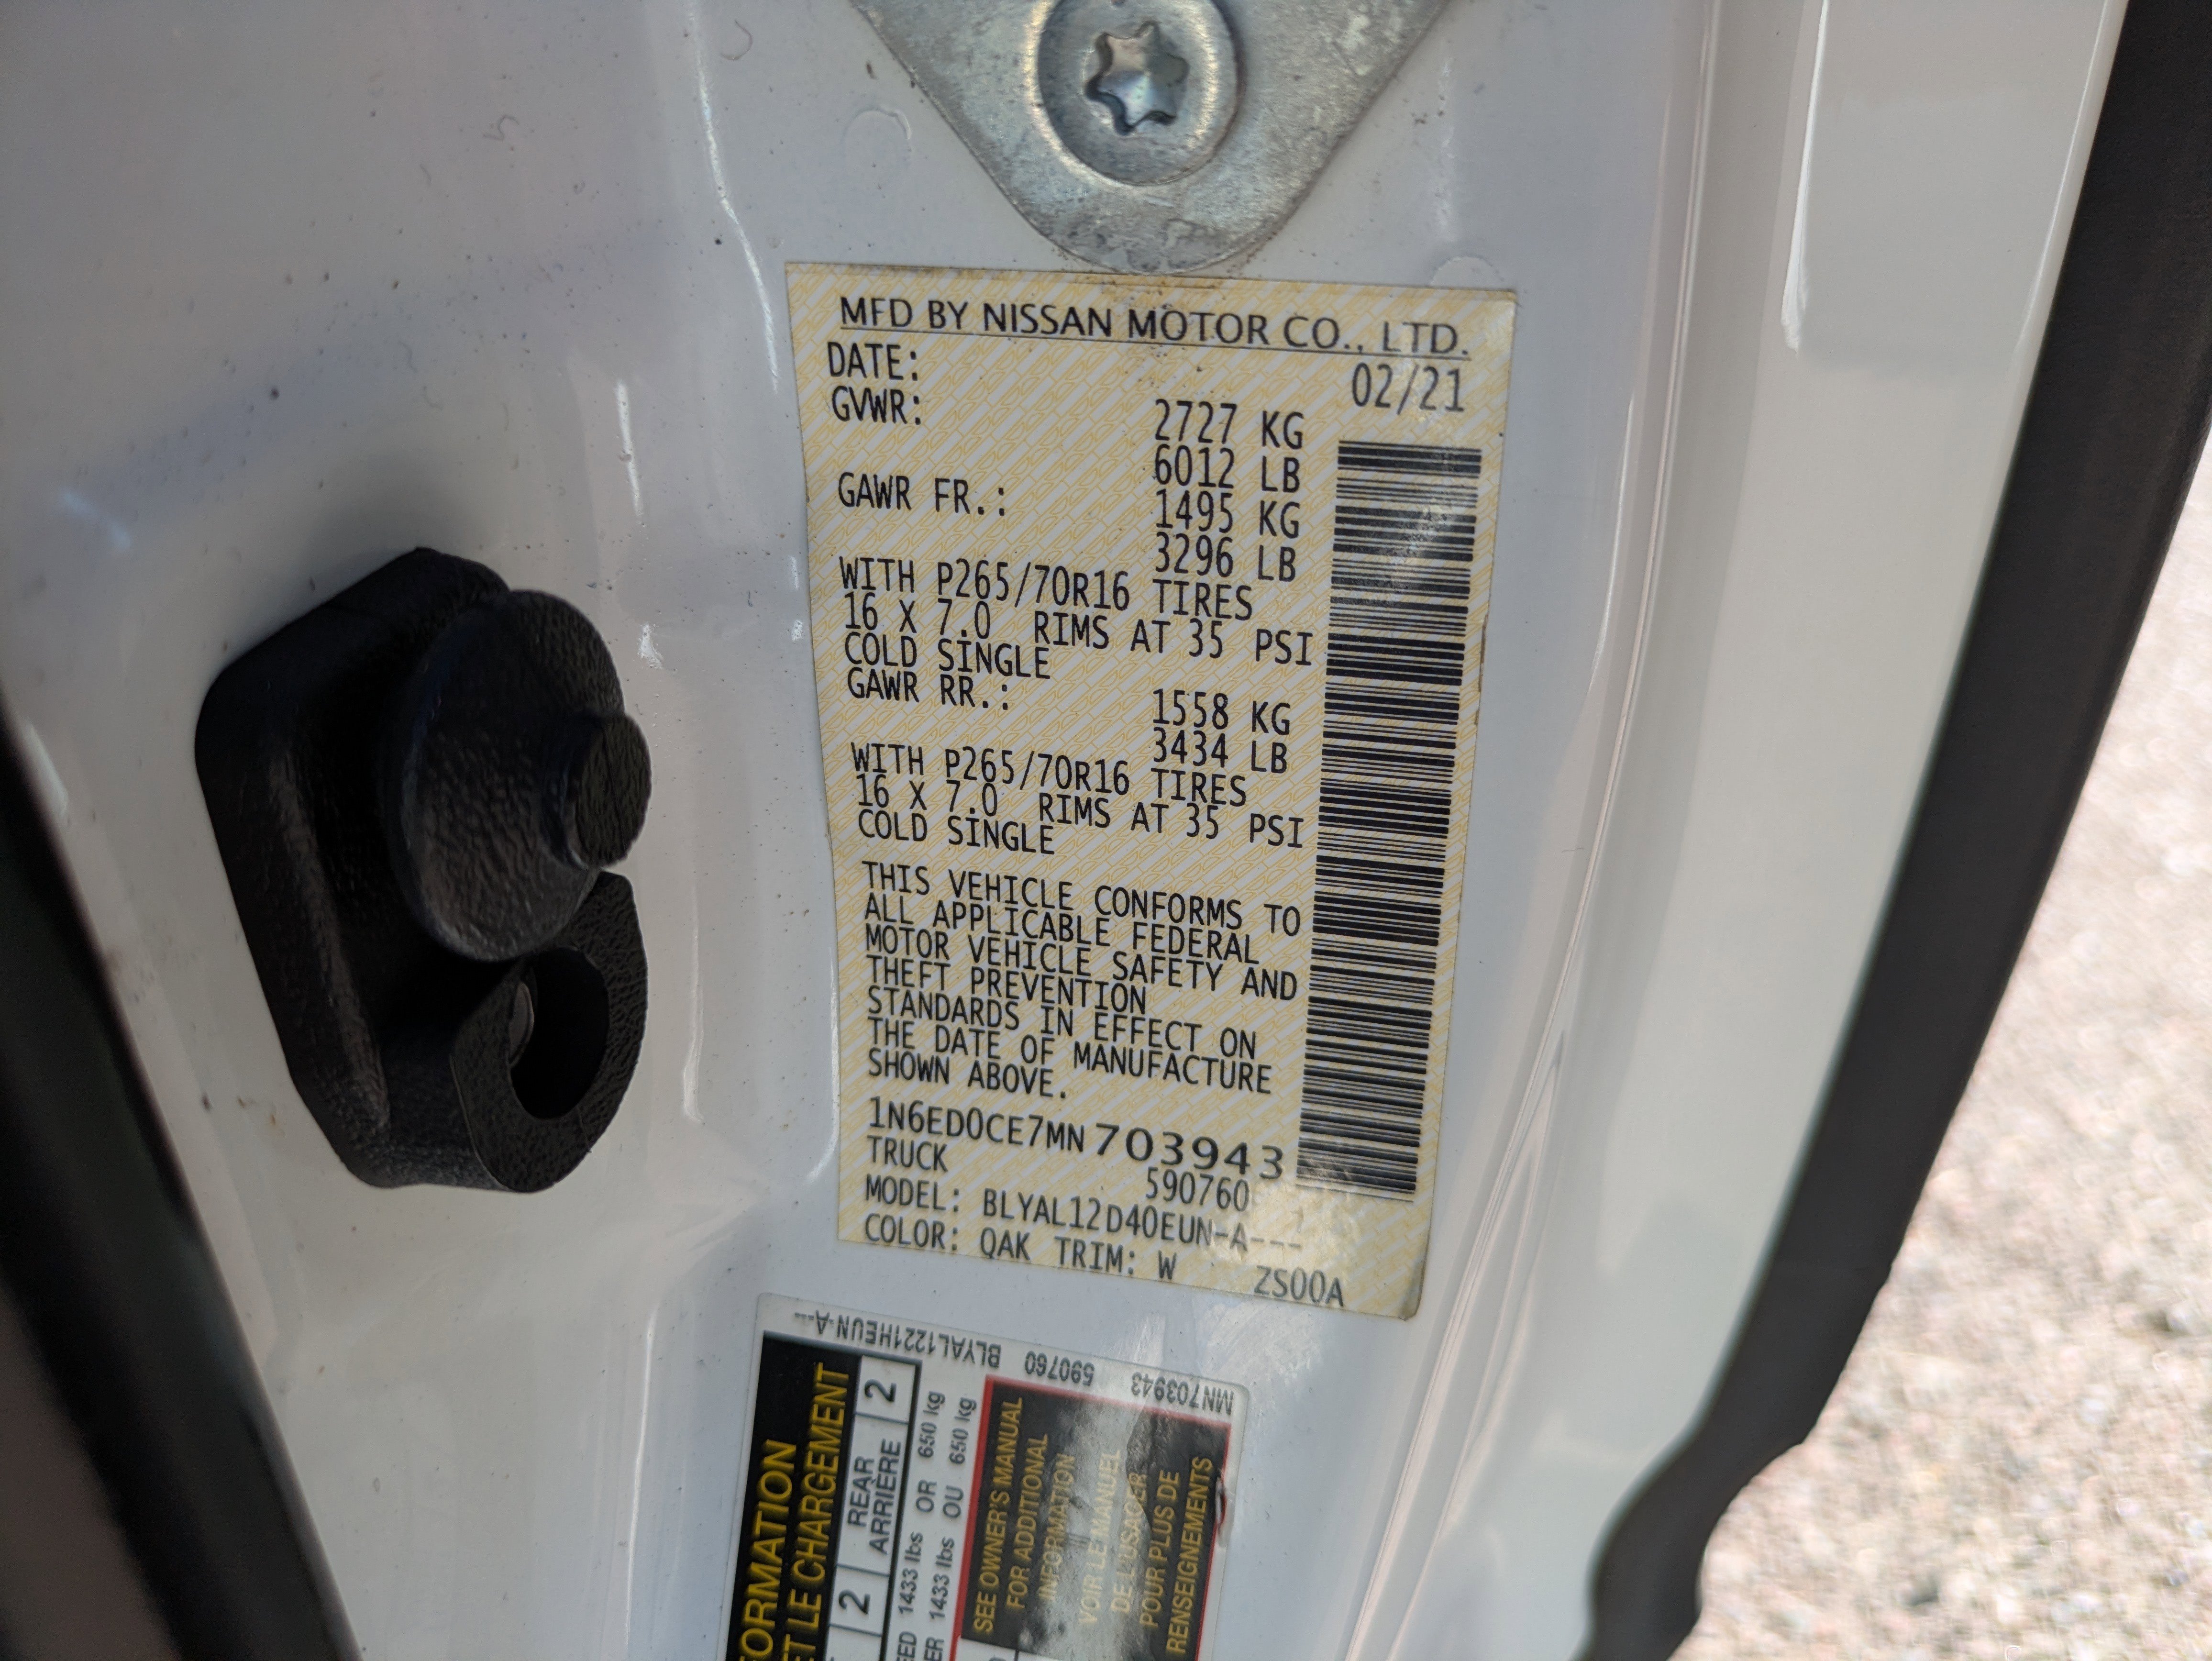 MFD BY NISSAN MOTOR CO., LTD.
DATE: 02/21
GVWR: 2727 KG
6012 LB
GAWR FR.: 1495 KG
3296 LB
WITH P265/70R16 TIRES
16 X 7.0 RIMS AT 35 PSI
COLD SINGLE
GAWR RR.: 1558 KG
3434 LB
WITH P265/70R16 TIRES
16 X 7.0 RIMS AT 35 PSI
COLD SINGLE
THIS VEHICLE CONFORMS TO
ALL APPLICABLE FEDERAL
MOTOR VEHICLE SAFETY AND
THEFT PREVENTION
STANDARDS IN EFFECT ON
THE DATE OF MANUFACTURE
SHOWN ABOVE.
1N6ED0CE7MN703943
TRUCK 590760
MODEL: BLYAL12D40EUN-A---
COLOR: QAK TRIM: W ZS00A
MN703943 590760 BLYAL1221HEUN-A---
ET LE CHARGEMENT
2 REAR 2
ARRIÈRE
1433 lbs OR 650 kg
1433 lbs OU 650 kg
SEE OWNER'S MANUAL
FOR ADDITIONAL
INFORMATION
VOIR LE MANUEL
DE L'USAGER
POUR PLUS DE
RENSEIGNEMENTS